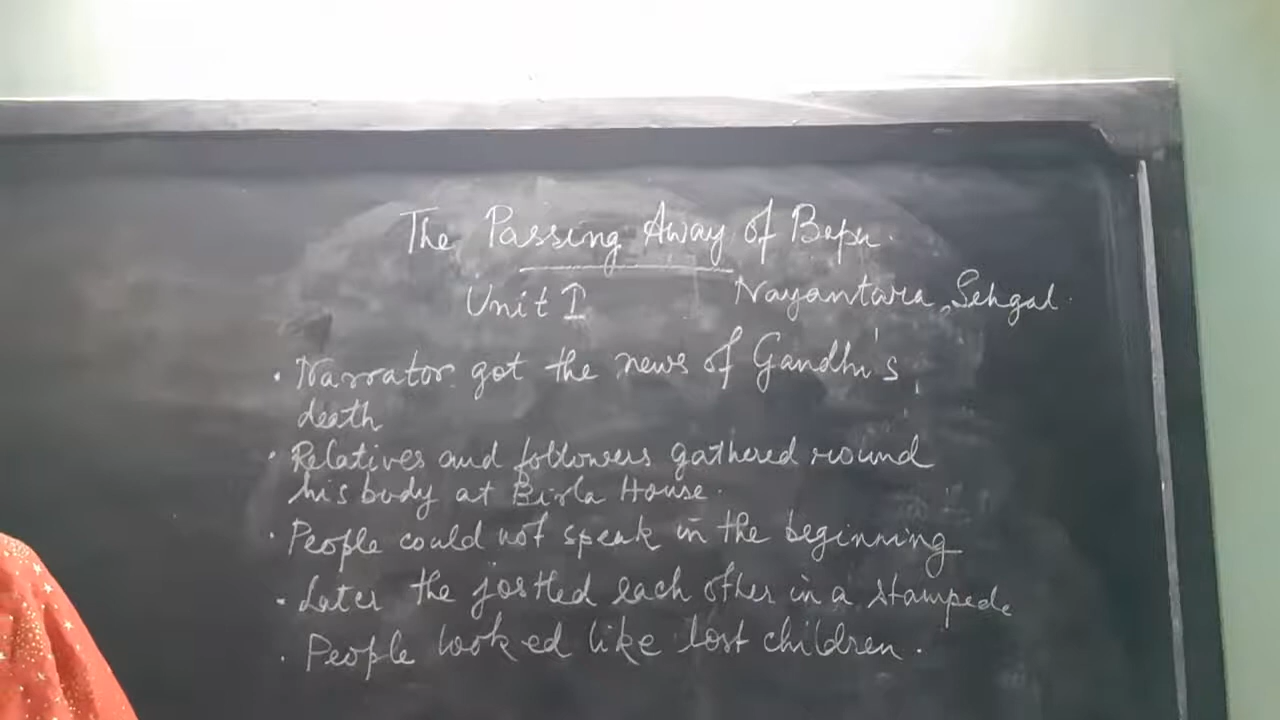 The Passing Away of Bapu.
Unit I Nayantara Sehgal.
· Narrator got the news of Gandhi's
death
· Relatives and followers gathered round
his body at Birla House.
· People could not speak in the beginning
· Later the jostled each other in a stampede
· People looked like lost children.